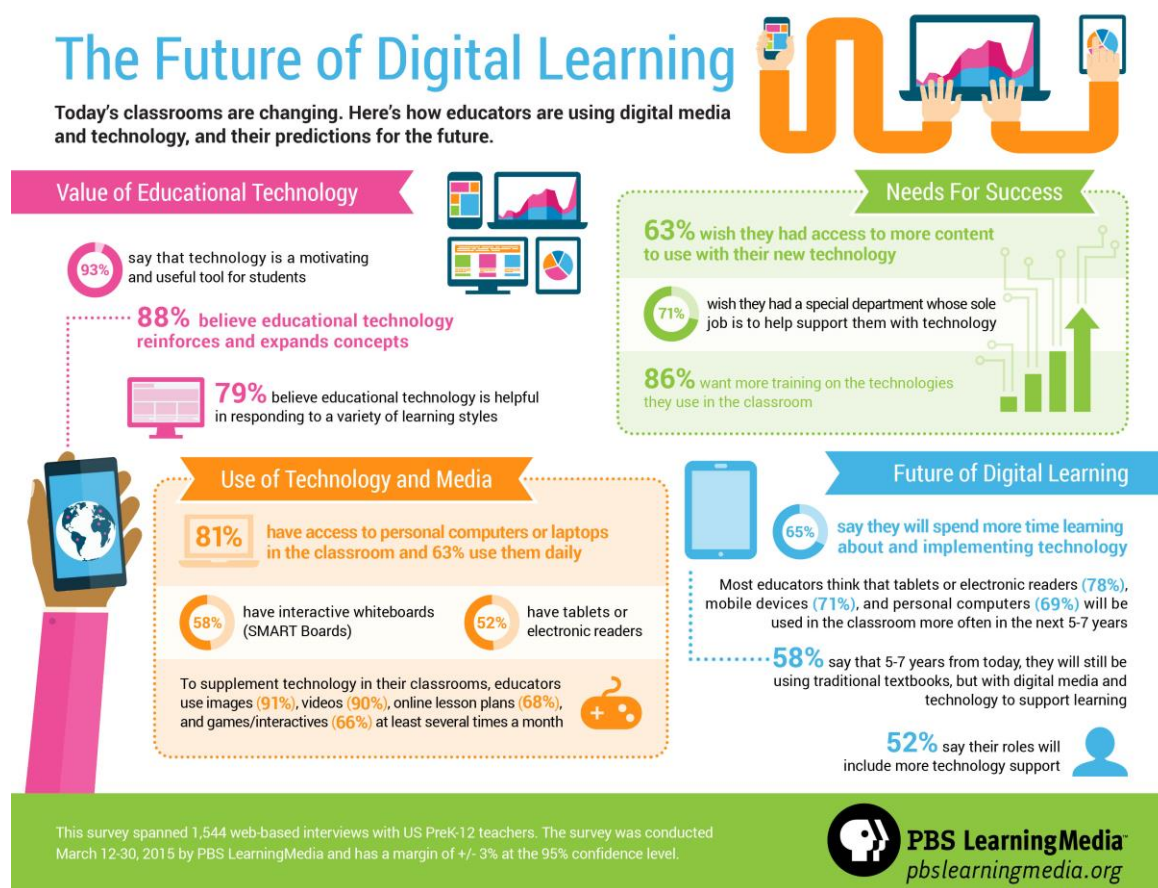 The Future of Digital Learning
Today's classrooms are changing. Here's how educators are using digital media
and technology, and their predictions for the future.
Value of Educational Technology
93%
say that technology is a motivating
and useful tool for students
88% believe educational technology
reinforces and expands concepts
79% believe educational technology is helpful
in responding to a variety of learning styles
Needs For Success
63% wish they had access to more content
to use with their new technology
71%
wish they had a special department whose sole
job is to help support them with technology
86% want more training on the technologies
they use in the classroom
Use of Technology and Media
81%
have access to personal computers or laptops
in the classroom and 63% use them daily
58%
have interactive whiteboards
(SMART Boards)
52%
have tablets or
electronic readers
To supplement technology in their classrooms, educators
use images (91%), videos (90%), online lesson plans (68%),
and games/interactives (66%) at least several times a month
Future of Digital Learning
65%
say they will spend more time learning
about and implementing technology
Most educators think that tablets or electronic readers (78%),
mobile devices (71%), and personal computers (69%) will be
used in the classroom more often in the next 5-7 years
58% say that 5-7 years from today, they will still be
using traditional textbooks, but with digital media and
technology to support learning
52% say their roles will
include more technology support
This survey spanned 1,544 web-based interviews with US PreK-12 teachers. The survey was conducted
March 12-30, 2015 by PBS LearningMedia and has a margin of +/- 3% at the 95% confidence level.
PBS LearningMedia™
pbslearningmedia.org